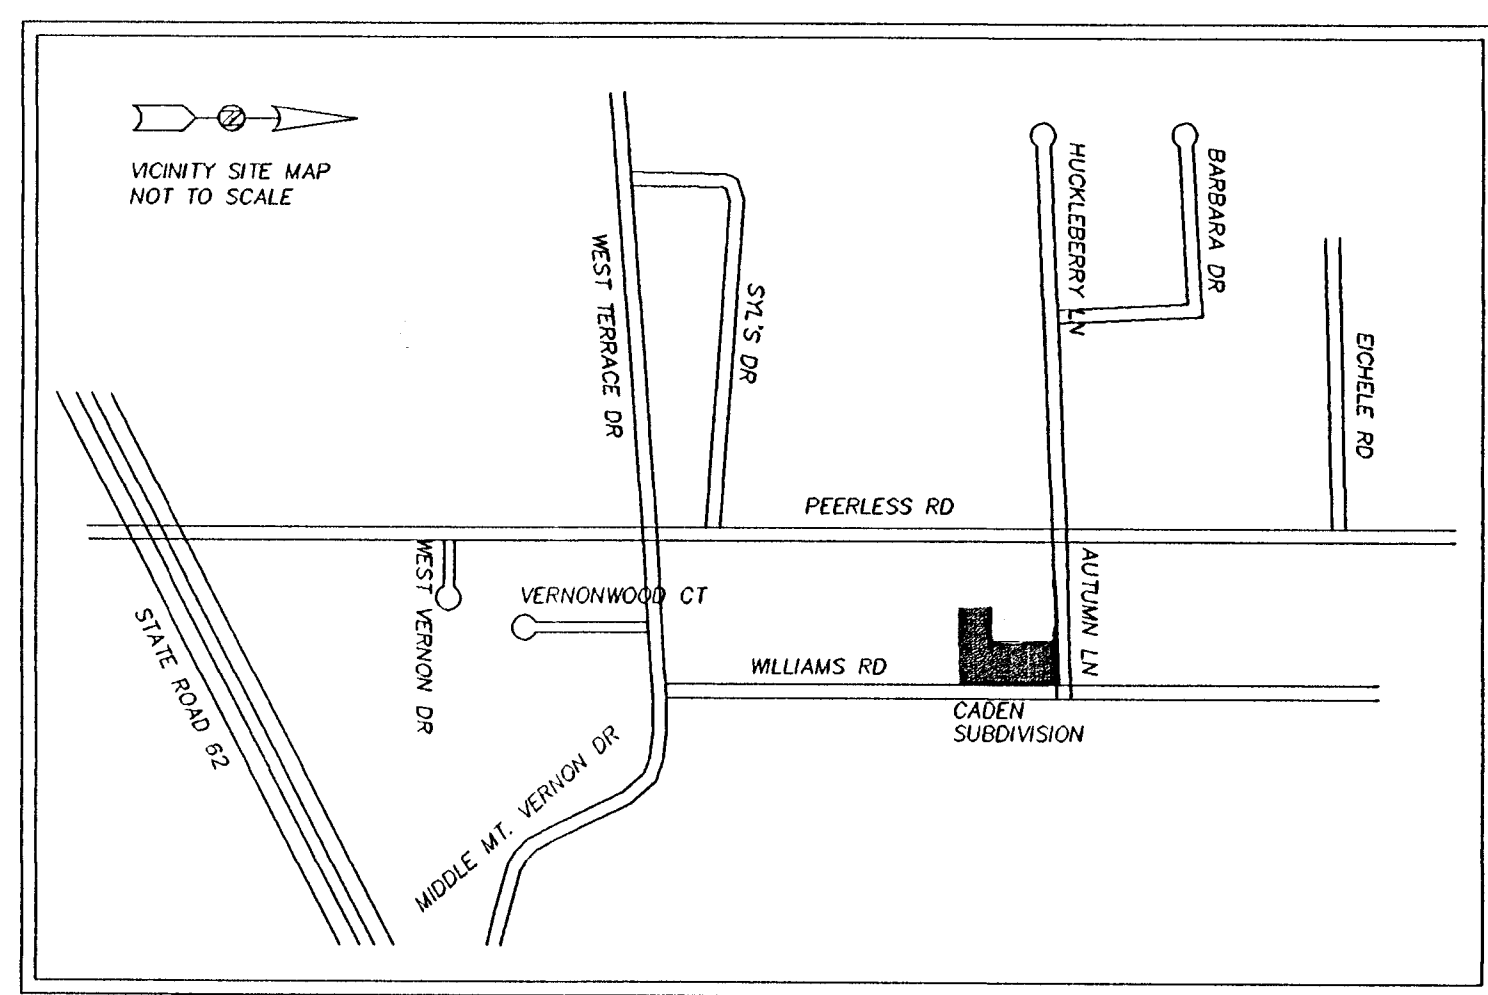 N
VICINITY SITE MAP
NOT TO SCALE
HUCKLEBERRY LN
BARBARA DR
WEST TERRACE DR
SYL'S DR
EICHELE RD
PEERLESS RD
WEST VERNON DR
VERNONWOOD CT
AUTUMN LN
STATE ROAD 62
WILLIAMS RD
CADEN
SUBDIVISION
MIDDLE MT. VERNON DR